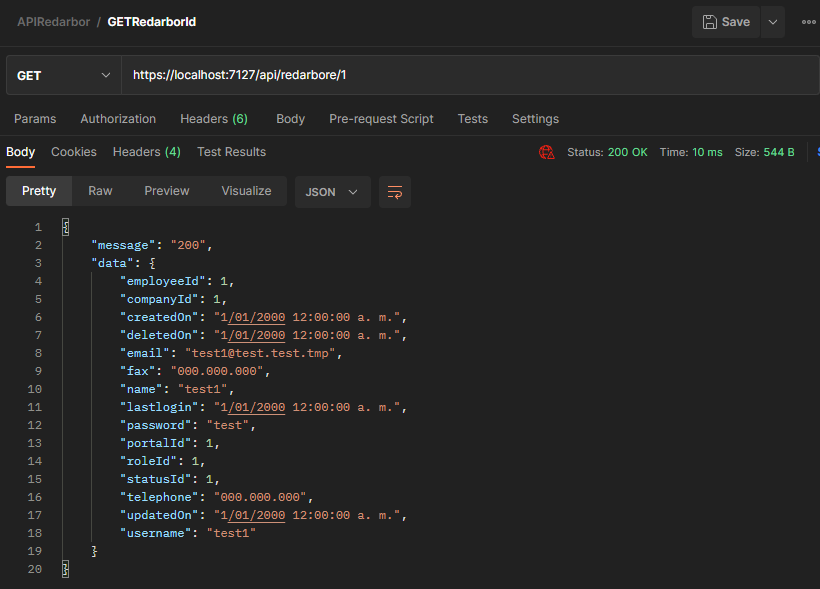 APIRedarbor / GETRedarborId
Save
GET https://localhost:7127/api/redarbore/1
Params Authorization Headers (6) Body Pre-request Script Tests Settings
Body Cookies Headers (4) Test Results Status: 200 OK Time: 10 ms Size: 544 B
Pretty Raw Preview Visualize JSON
1 {
2 "message": "200",
3 "data": {
4 "employeeId": 1,
5 "companyId": 1,
6 "createdOn": "1/01/2000 12:00:00 a. m.",
7 "deletedOn": "1/01/2000 12:00:00 a. m.",
8 "email": "test1@test.test.tmp",
9 "fax": "000.000.000",
10 "name": "test1",
11 "lastlogin": "1/01/2000 12:00:00 a. m.",
12 "password": "test",
13 "portalId": 1,
14 "roleId": 1,
15 "statusId": 1,
16 "telephone": "000.000.000",
17 "updatedOn": "1/01/2000 12:00:00 a. m.",
18 "username": "test1"
19 }
20 }